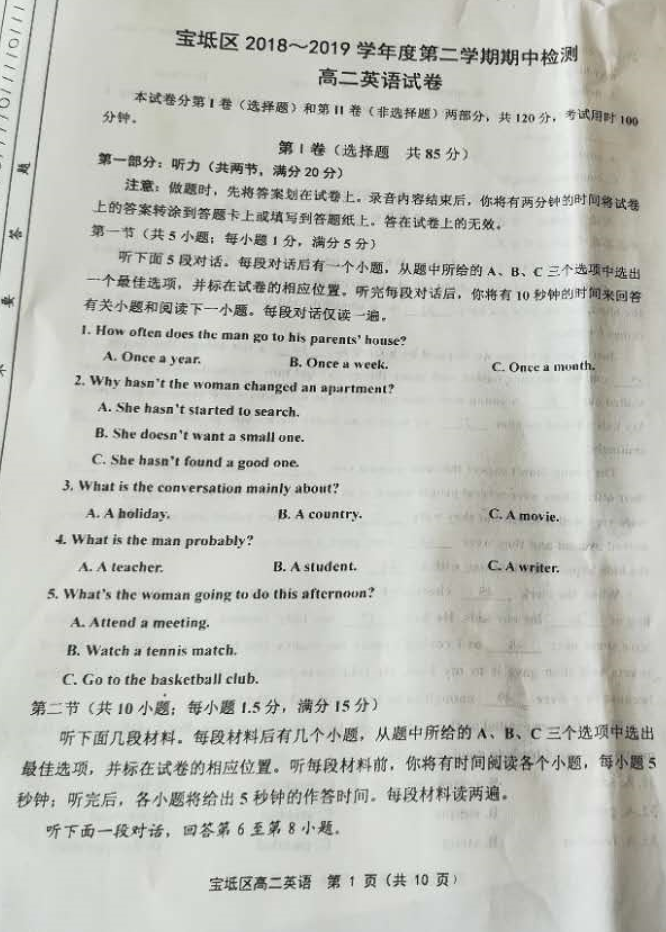 宝坻区 2018～2019 学年度第二学期期中检测
高二英语试卷
本试卷分第 I 卷（选择题）和第 II 卷（非选择题）两部分，共 120 分，考试用时 100
分钟。
第 I 卷（选择题 共 85 分）
第一部分：听力（共两节，满分 20 分）
注意：做题时，先将答案划在试卷上。录音内容结束后，你将有两分钟的时间将试卷
上的答案转涂到答题卡上或填写到答题纸上。答在试卷上的无效。
第一节（共 5 小题；每小题 1 分，满分 5 分）
听下面 5 段对话。每段对话后有一个小题，从题中所给的 A、B、C 三个选项中选出
一个最佳选项，并标在试卷的相应位置。听完每段对话后，你将有 10 秒钟的时间来回答
有关小题和阅读下一小题。每段对话仅读一遍。
1. How often does the man go to his parents' house?
A. Once a year. B. Once a week. C. Once a month.
2. Why hasn't the woman changed an apartment?
A. She hasn't started to search.
B. She doesn't want a small one.
C. She hasn't found a good one.
3. What is the conversation mainly about?
A. A holiday. B. A country. C. A movie.
4. What is the man probably?
A. A teacher. B. A student. C. A writer.
5. What's the woman going to do this afternoon?
A. Attend a meeting.
B. Watch a tennis match.
C. Go to the basketball club.
第二节（共 10 小题；每小题 1.5 分，满分 15 分）
听下面几段材料。每段材料后有几个小题，从题中所给的 A、B、C 三个选项中选出
最佳选项，并标在试卷的相应位置。听每段材料前，你将有时间阅读各个小题，每小题 5
秒钟；听完后，各小题将给出 5 秒钟的作答时间。每段材料读两遍。
听下面一段对话，回答第 6 至第 8 小题。
宝坻区高二英语 第 1 页（共 10 页）
题
答
要